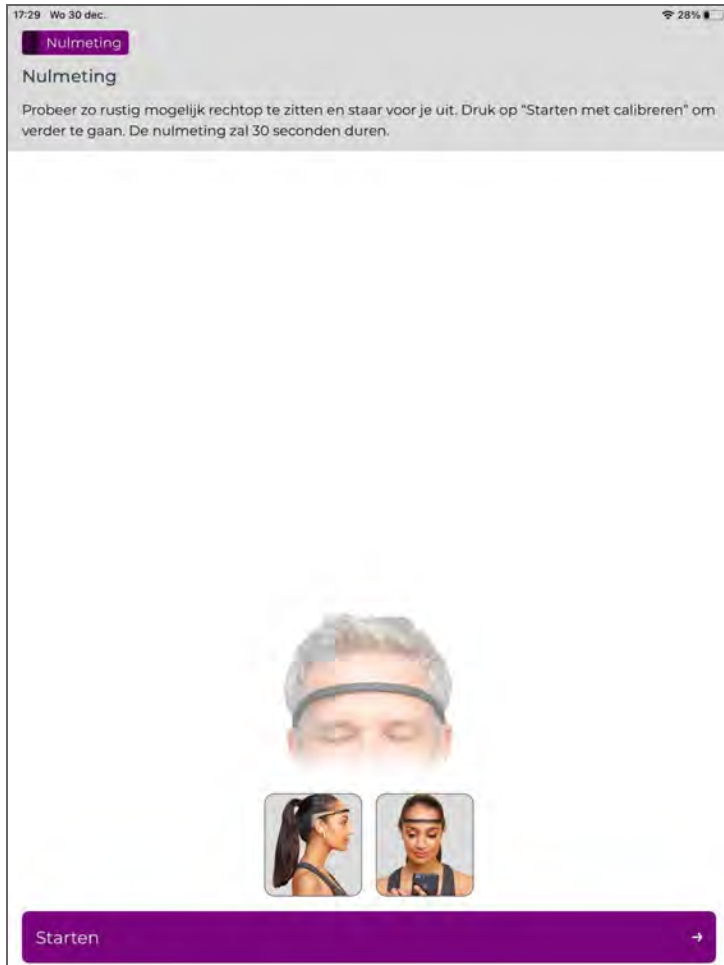 17:29 Wo 30 dec.
28%
Nulmeting
Nulmeting
Probeer zo rustig mogelijk rechtop te zitten en staar voor je uit. Druk op “Starten met calibreren” om
verder te gaan. De nulmeting zal 30 seconden duren.
Starten →